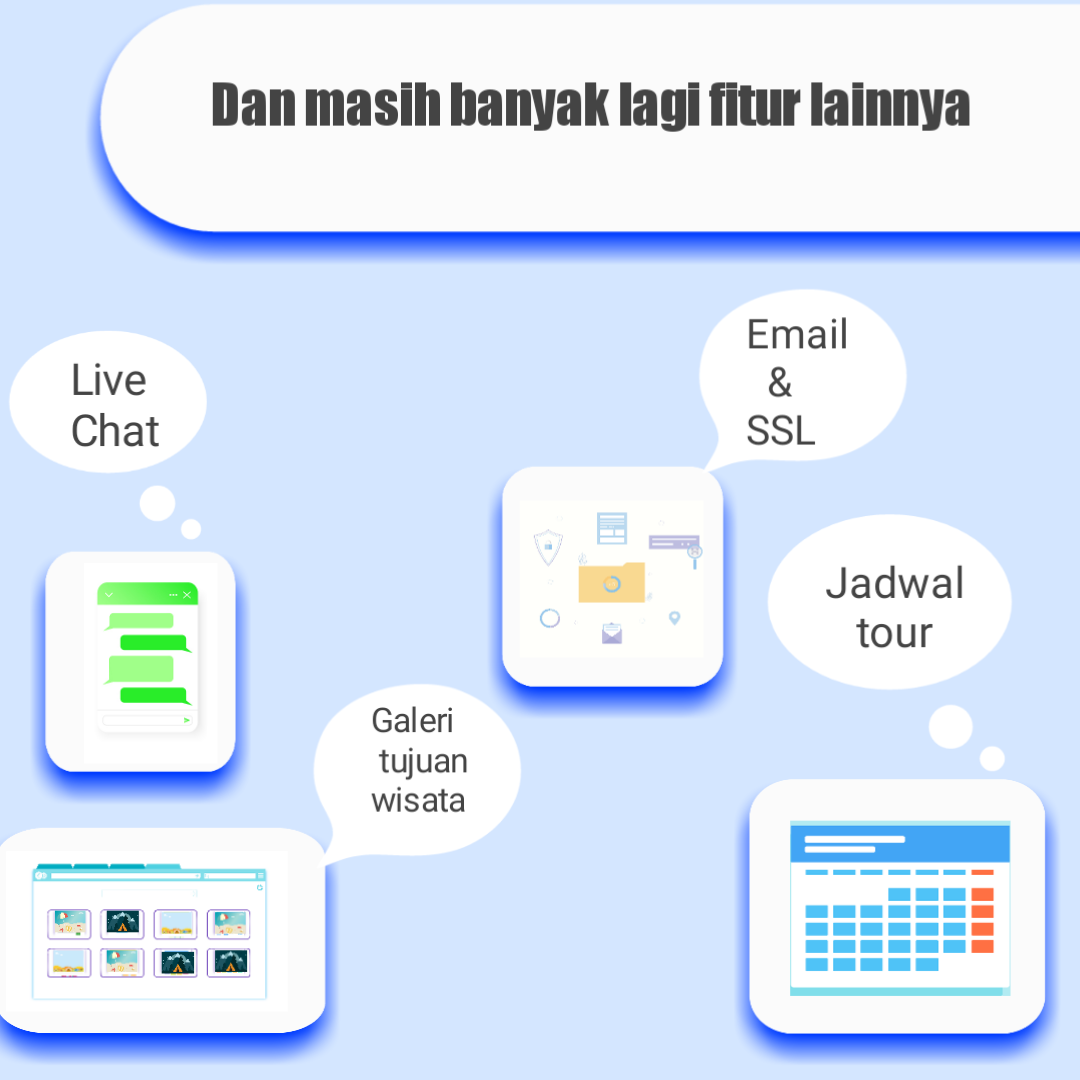 Dan masih banyak lagi fitur lainnya
Live
Chat
Email
&
SSL
Jadwal
tour
Galeri
tujuan
wisata